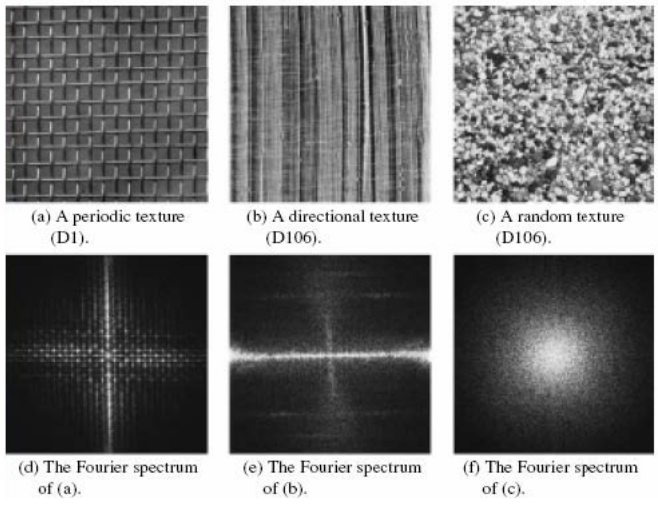 (a) A periodic texture
(D1).
(b) A directional texture
(D106).
(c) A random texture
(D106).
(d) The Fourier spectrum
of (a).
(e) The Fourier spectrum
of (b).
(f) The Fourier spectrum
of (c).